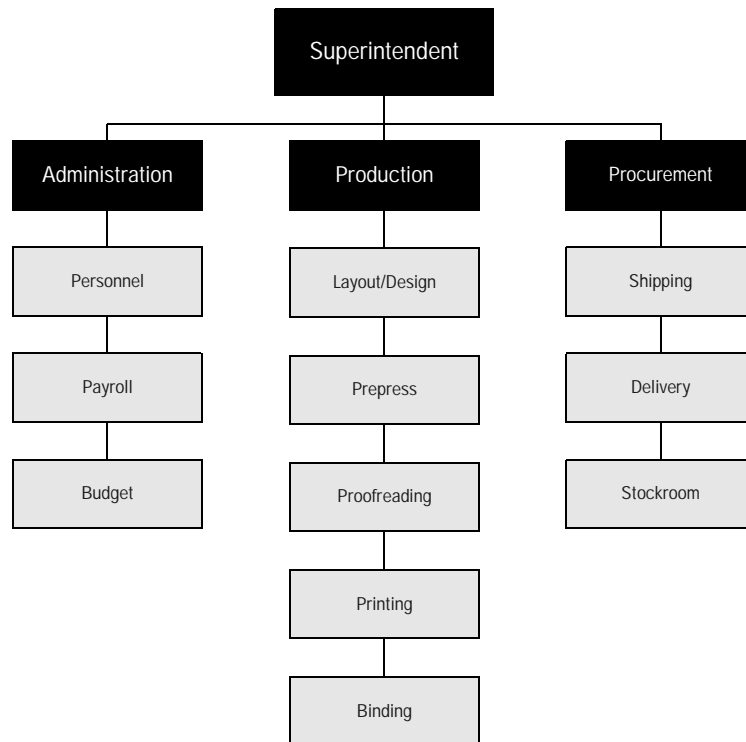 Superintendent
Administration
Production
Procurement
Personnel
Layout/Design
Shipping
Payroll
Prepress
Delivery
Budget
Proofreading
Stockroom
Printing
Binding